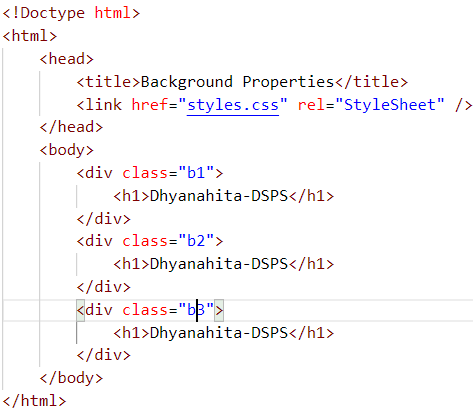 <!Doctype html>
<html>
<head>
<title>Background Properties</title>
<link href="styles.css" rel="StyleSheet" />
</head>
<body>
<div class="b1">
<h1>Dhyanahita-DSPS</h1>
</div>
<div class="b2">
<h1>Dhyanahita-DSPS</h1>
</div>
<div class="b3">
<h1>Dhyanahita-DSPS</h1>
</div>
</body>
</html>